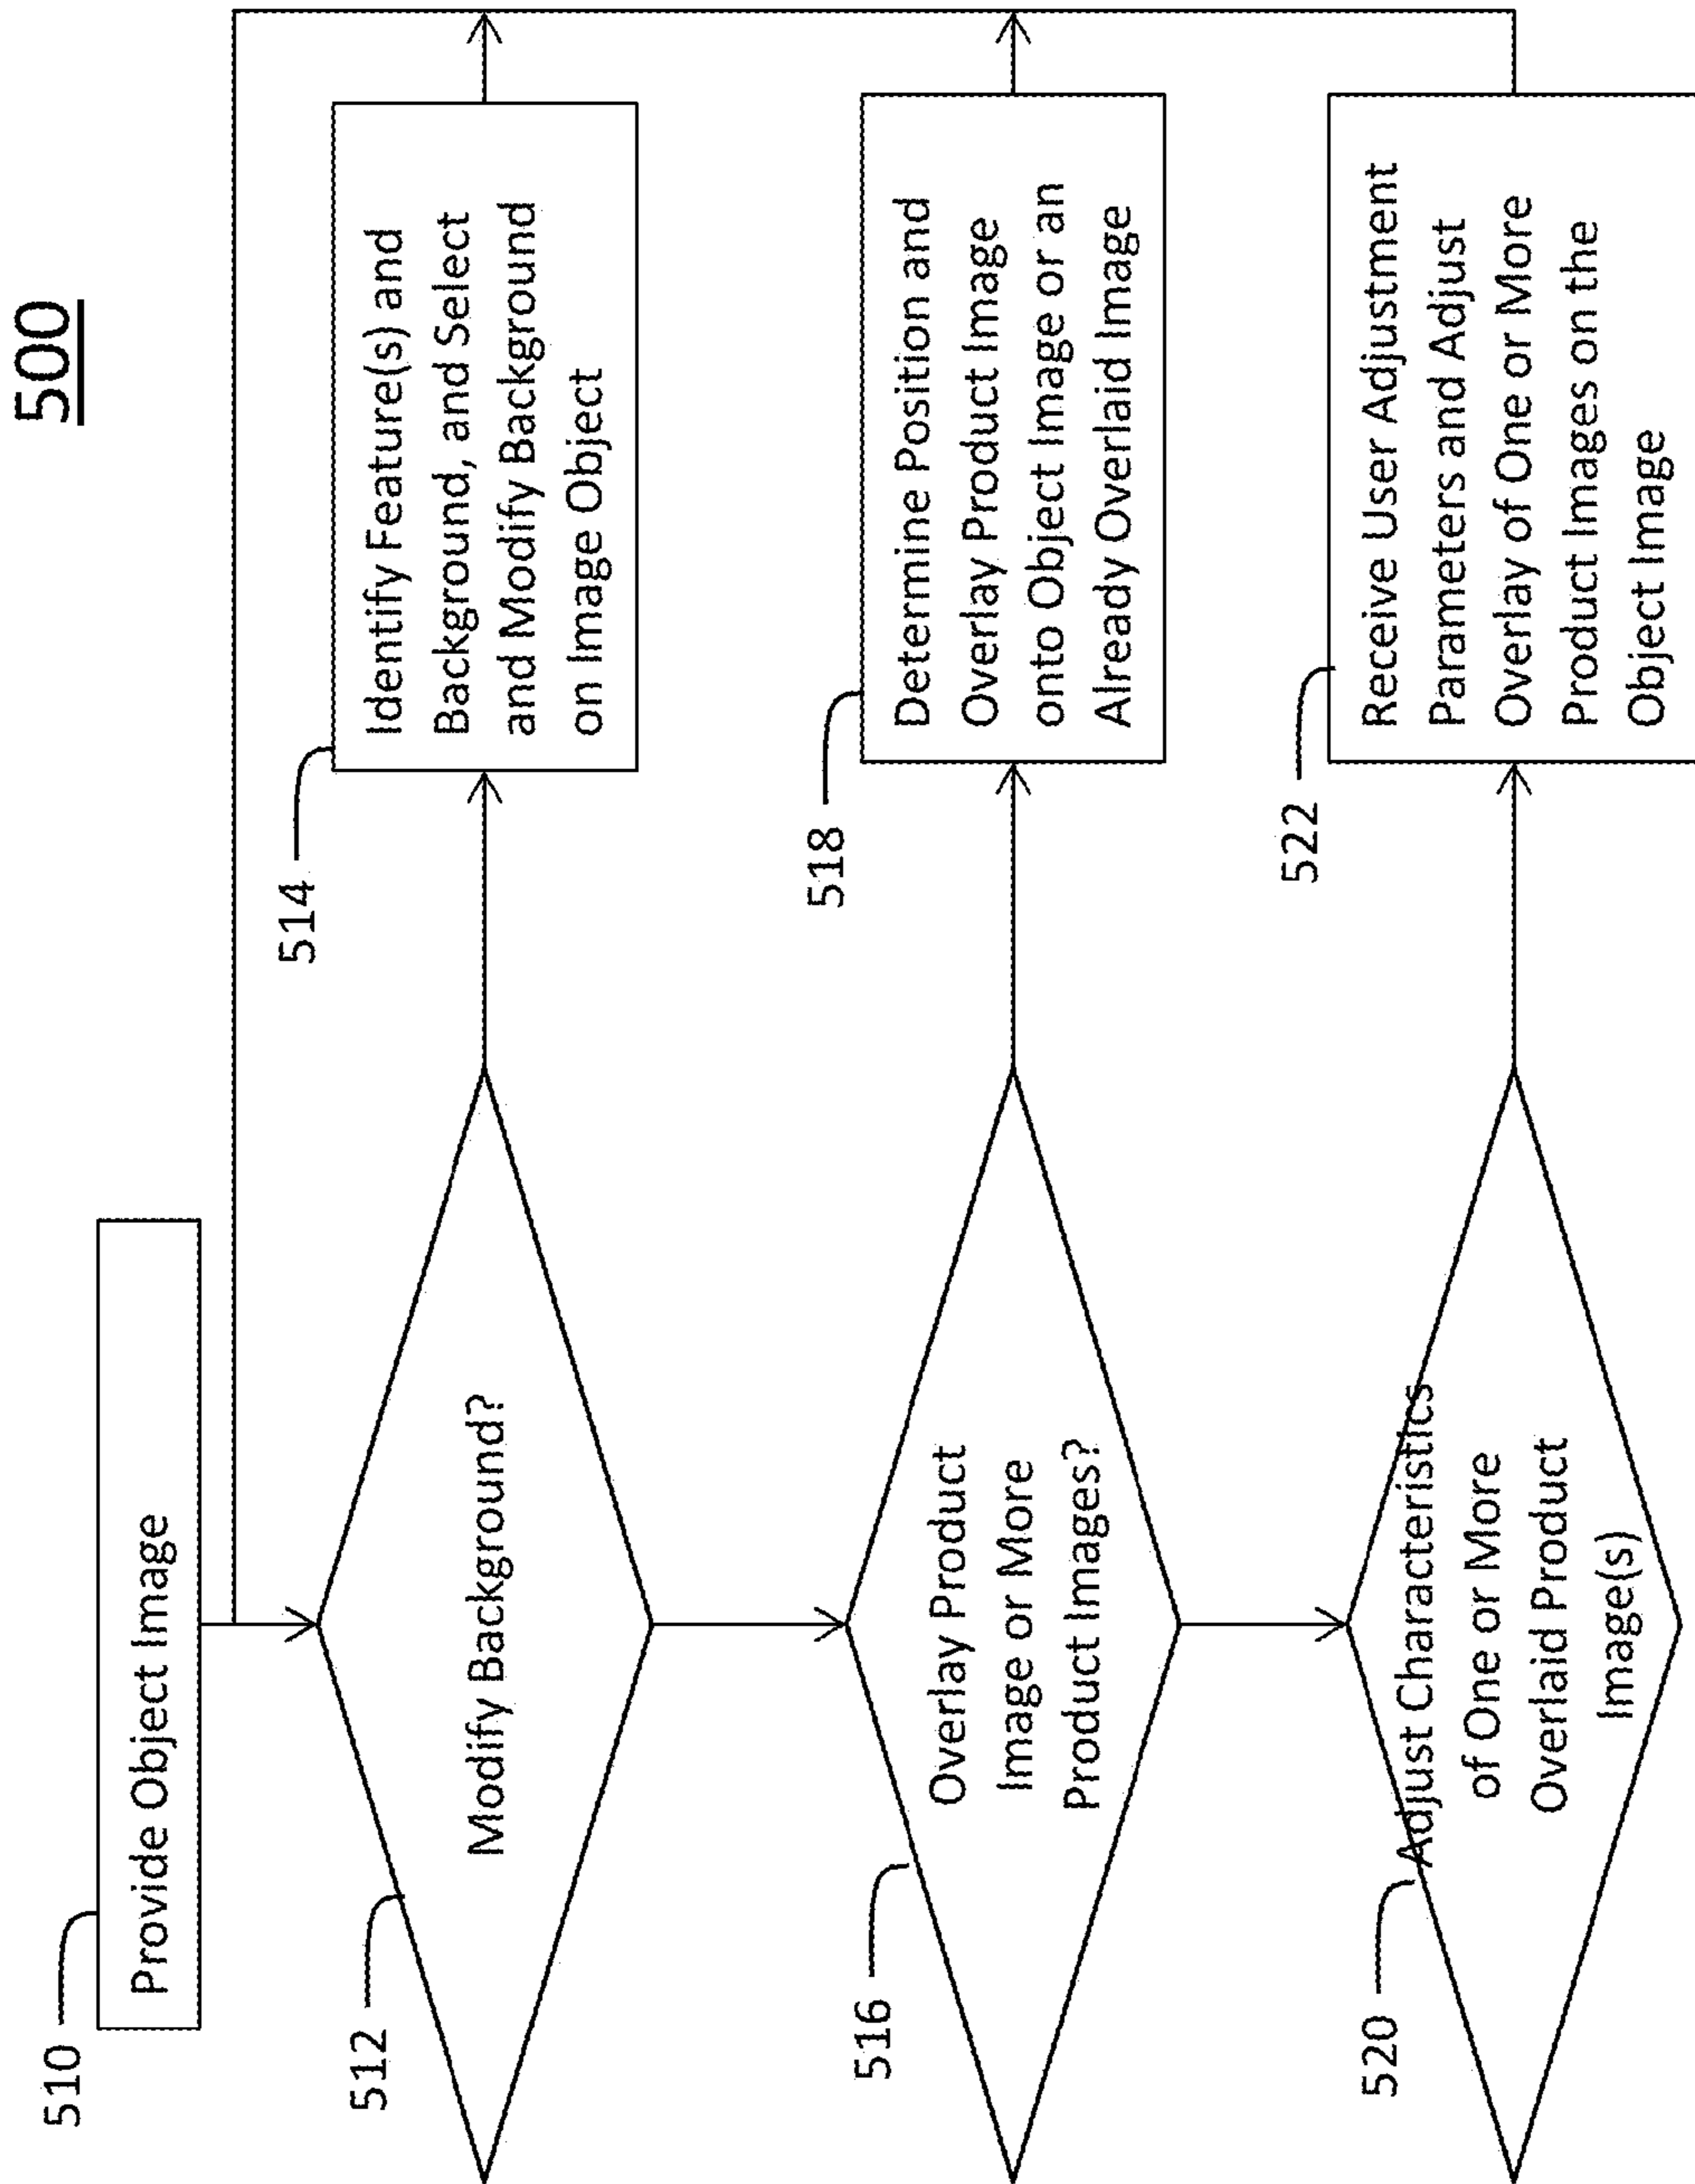 500
510
Provide Object Image
512
Modify Background?
514
Identify Feature(s) and
Background, and Select
and Modify Background
on Image Object
516
Overlay Product
Image or More
Product Images?
518
Determine Position and
Overlay Product Image
onto Object Image or an
Already Overlaid Image
520
Adjust Characteristics
of One or More
Overlaid Product
Image(s)
522
Receive User Adjustment
Parameters and Adjust
Overlay of One or More
Product Images on the
Object Image